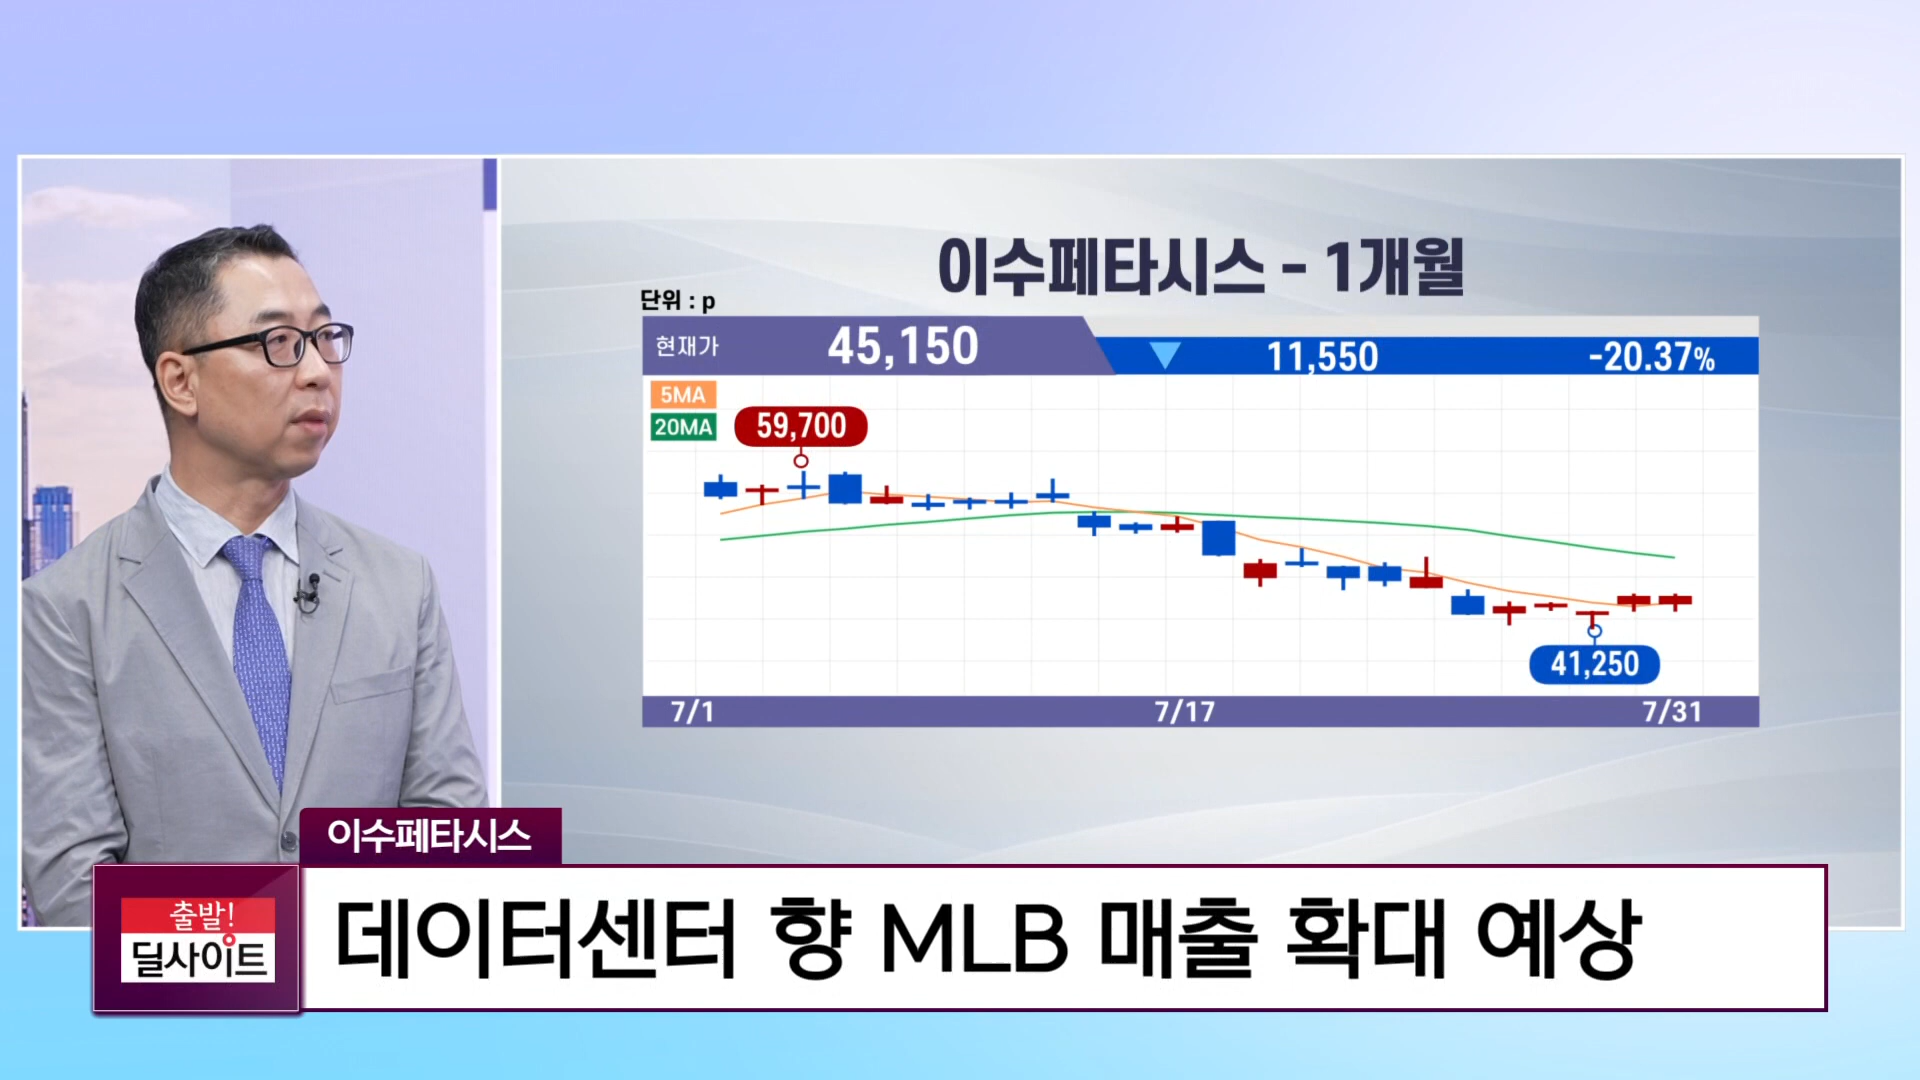 이수페타시스 - 1개월
단위 : p
현재가 45,150 11,550 -20.37%
5MA
20MA
59,700
41,250
7/1 7/17 7/31
이수페타시스
출발!
딜사이트
데이터센터 향 MLB 매출 확대 예상